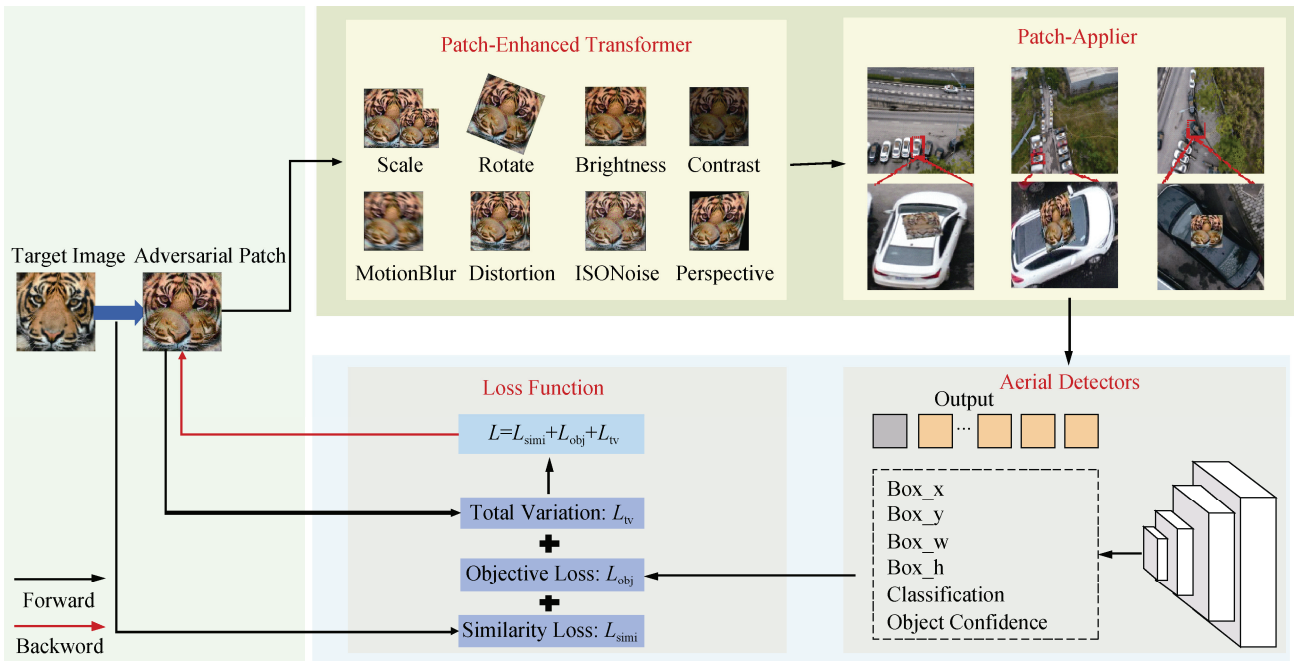 Target Image
Adversarial Patch
Forward
Backword
Patch-Enhanced Transformer
Scale
Rotate
Brightness
Contrast
MotionBlur
Distortion
ISONoise
Perspective
Patch-Applier
Loss Function
L=Lsimi+Lobj+Ltv
Total Variation: Ltv
Objective Loss: Lobj
Similarity Loss: Lsimi
Aerial Detectors
Output
...
Box_x
Box_y
Box_w
Box_h
Classification
Object Confidence